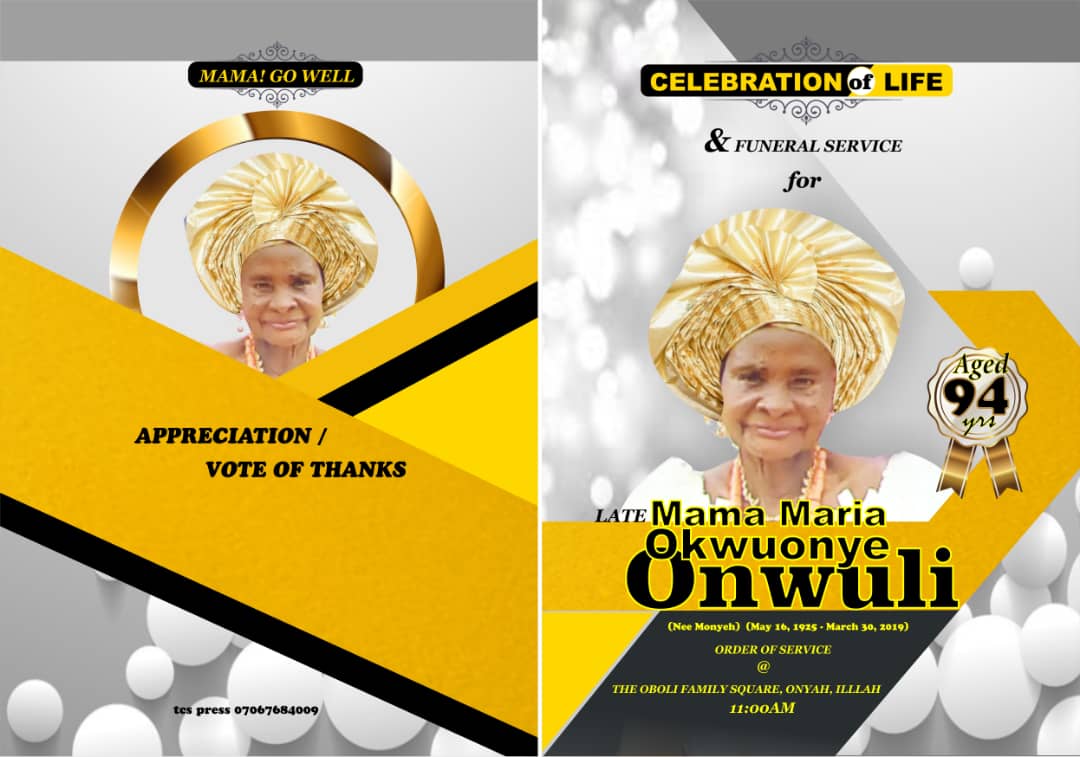 MAMA! GO WELL
APPRECIATION /
VOTE OF THANKS
tcs press 07067684009
CELEBRATION of LIFE
& FUNERAL SERVICE
for
Aged
94
yrs
LATE Mama Maria
Okwuonye
Onwuli
(Nee Monyeh) (May 16, 1925 - March 30, 2019)
ORDER OF SERVICE
@
THE OBOLI FAMILY SQUARE, ONYAH, ILLLAH
11:00AM